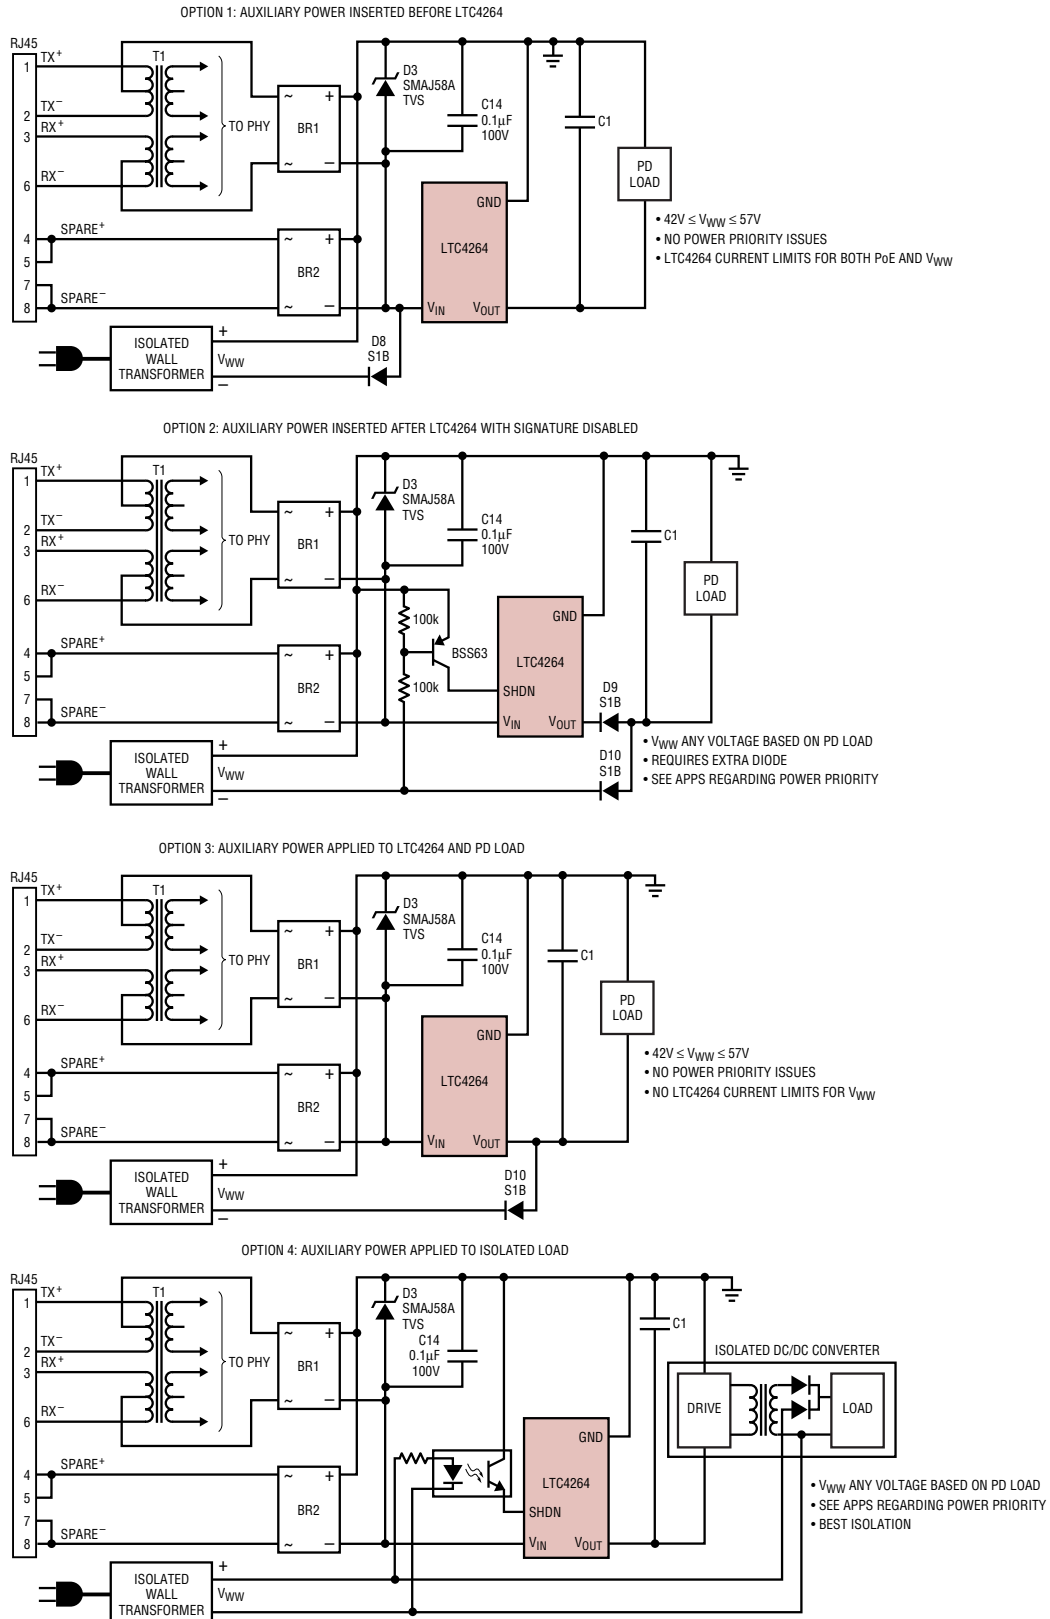 OPTION 1: AUXILIARY POWER INSERTED BEFORE LTC4264
RJ45
1
TX+
2
TX−
3
RX+
6
RX−
4
SPARE+
5
7
8
SPARE−
T1
TO PHY
~
+
BR1
~
−
~
+
BR2
~
−
D3
SMAJ58A
TVS
C14
0.1µF
100V
C1
PD
LOAD
GND
LTC4264
VIN
VOUT
• 42V ≤ VWW ≤ 57V
• NO POWER PRIORITY ISSUES
• LTC4264 CURRENT LIMITS FOR BOTH PoE AND VWW
ISOLATED
WALL
TRANSFORMER
+
VWW
−
D8
S1B
OPTION 2: AUXILIARY POWER INSERTED AFTER LTC4264 WITH SIGNATURE DISABLED
RJ45
1
TX+
2
TX−
3
RX+
6
RX−
4
SPARE+
5
7
8
SPARE−
T1
TO PHY
~
+
BR1
~
−
~
+
BR2
~
−
D3
SMAJ58A
TVS
C14
0.1µF
100V
C1
PD
LOAD
100k
BSS63
100k
GND
LTC4264
SHDN
VIN
VOUT
D9
S1B
D10
S1B
• VWW ANY VOLTAGE BASED ON PD LOAD
• REQUIRES EXTRA DIODE
• SEE APPS REGARDING POWER PRIORITY
ISOLATED
WALL
TRANSFORMER
+
VWW
−
OPTION 3: AUXILIARY POWER APPLIED TO LTC4264 AND PD LOAD
RJ45
1
TX+
2
TX−
3
RX+
6
RX−
4
SPARE+
5
7
8
SPARE−
T1
TO PHY
~
+
BR1
~
−
~
+
BR2
~
−
D3
SMAJ58A
TVS
C14
0.1µF
100V
C1
PD
LOAD
GND
LTC4264
VIN
VOUT
• 42V ≤ VWW ≤ 57V
• NO POWER PRIORITY ISSUES
• NO LTC4264 CURRENT LIMITS FOR VWW
ISOLATED
WALL
TRANSFORMER
+
VWW
−
D10
S1B
OPTION 4: AUXILIARY POWER APPLIED TO ISOLATED LOAD
RJ45
1
TX+
2
TX−
3
RX+
6
RX−
4
SPARE+
5
7
8
SPARE−
T1
TO PHY
~
+
BR1
~
−
~
+
BR2
~
−
D3
SMAJ58A
TVS
C14
0.1µF
100V
C1
ISOLATED DC/DC CONVERTER
DRIVE
LOAD
GND
LTC4264
SHDN
VIN
VOUT
• VWW ANY VOLTAGE BASED ON PD LOAD
• SEE APPS REGARDING POWER PRIORITY
• BEST ISOLATION
ISOLATED
WALL
TRANSFORMER
+
VWW